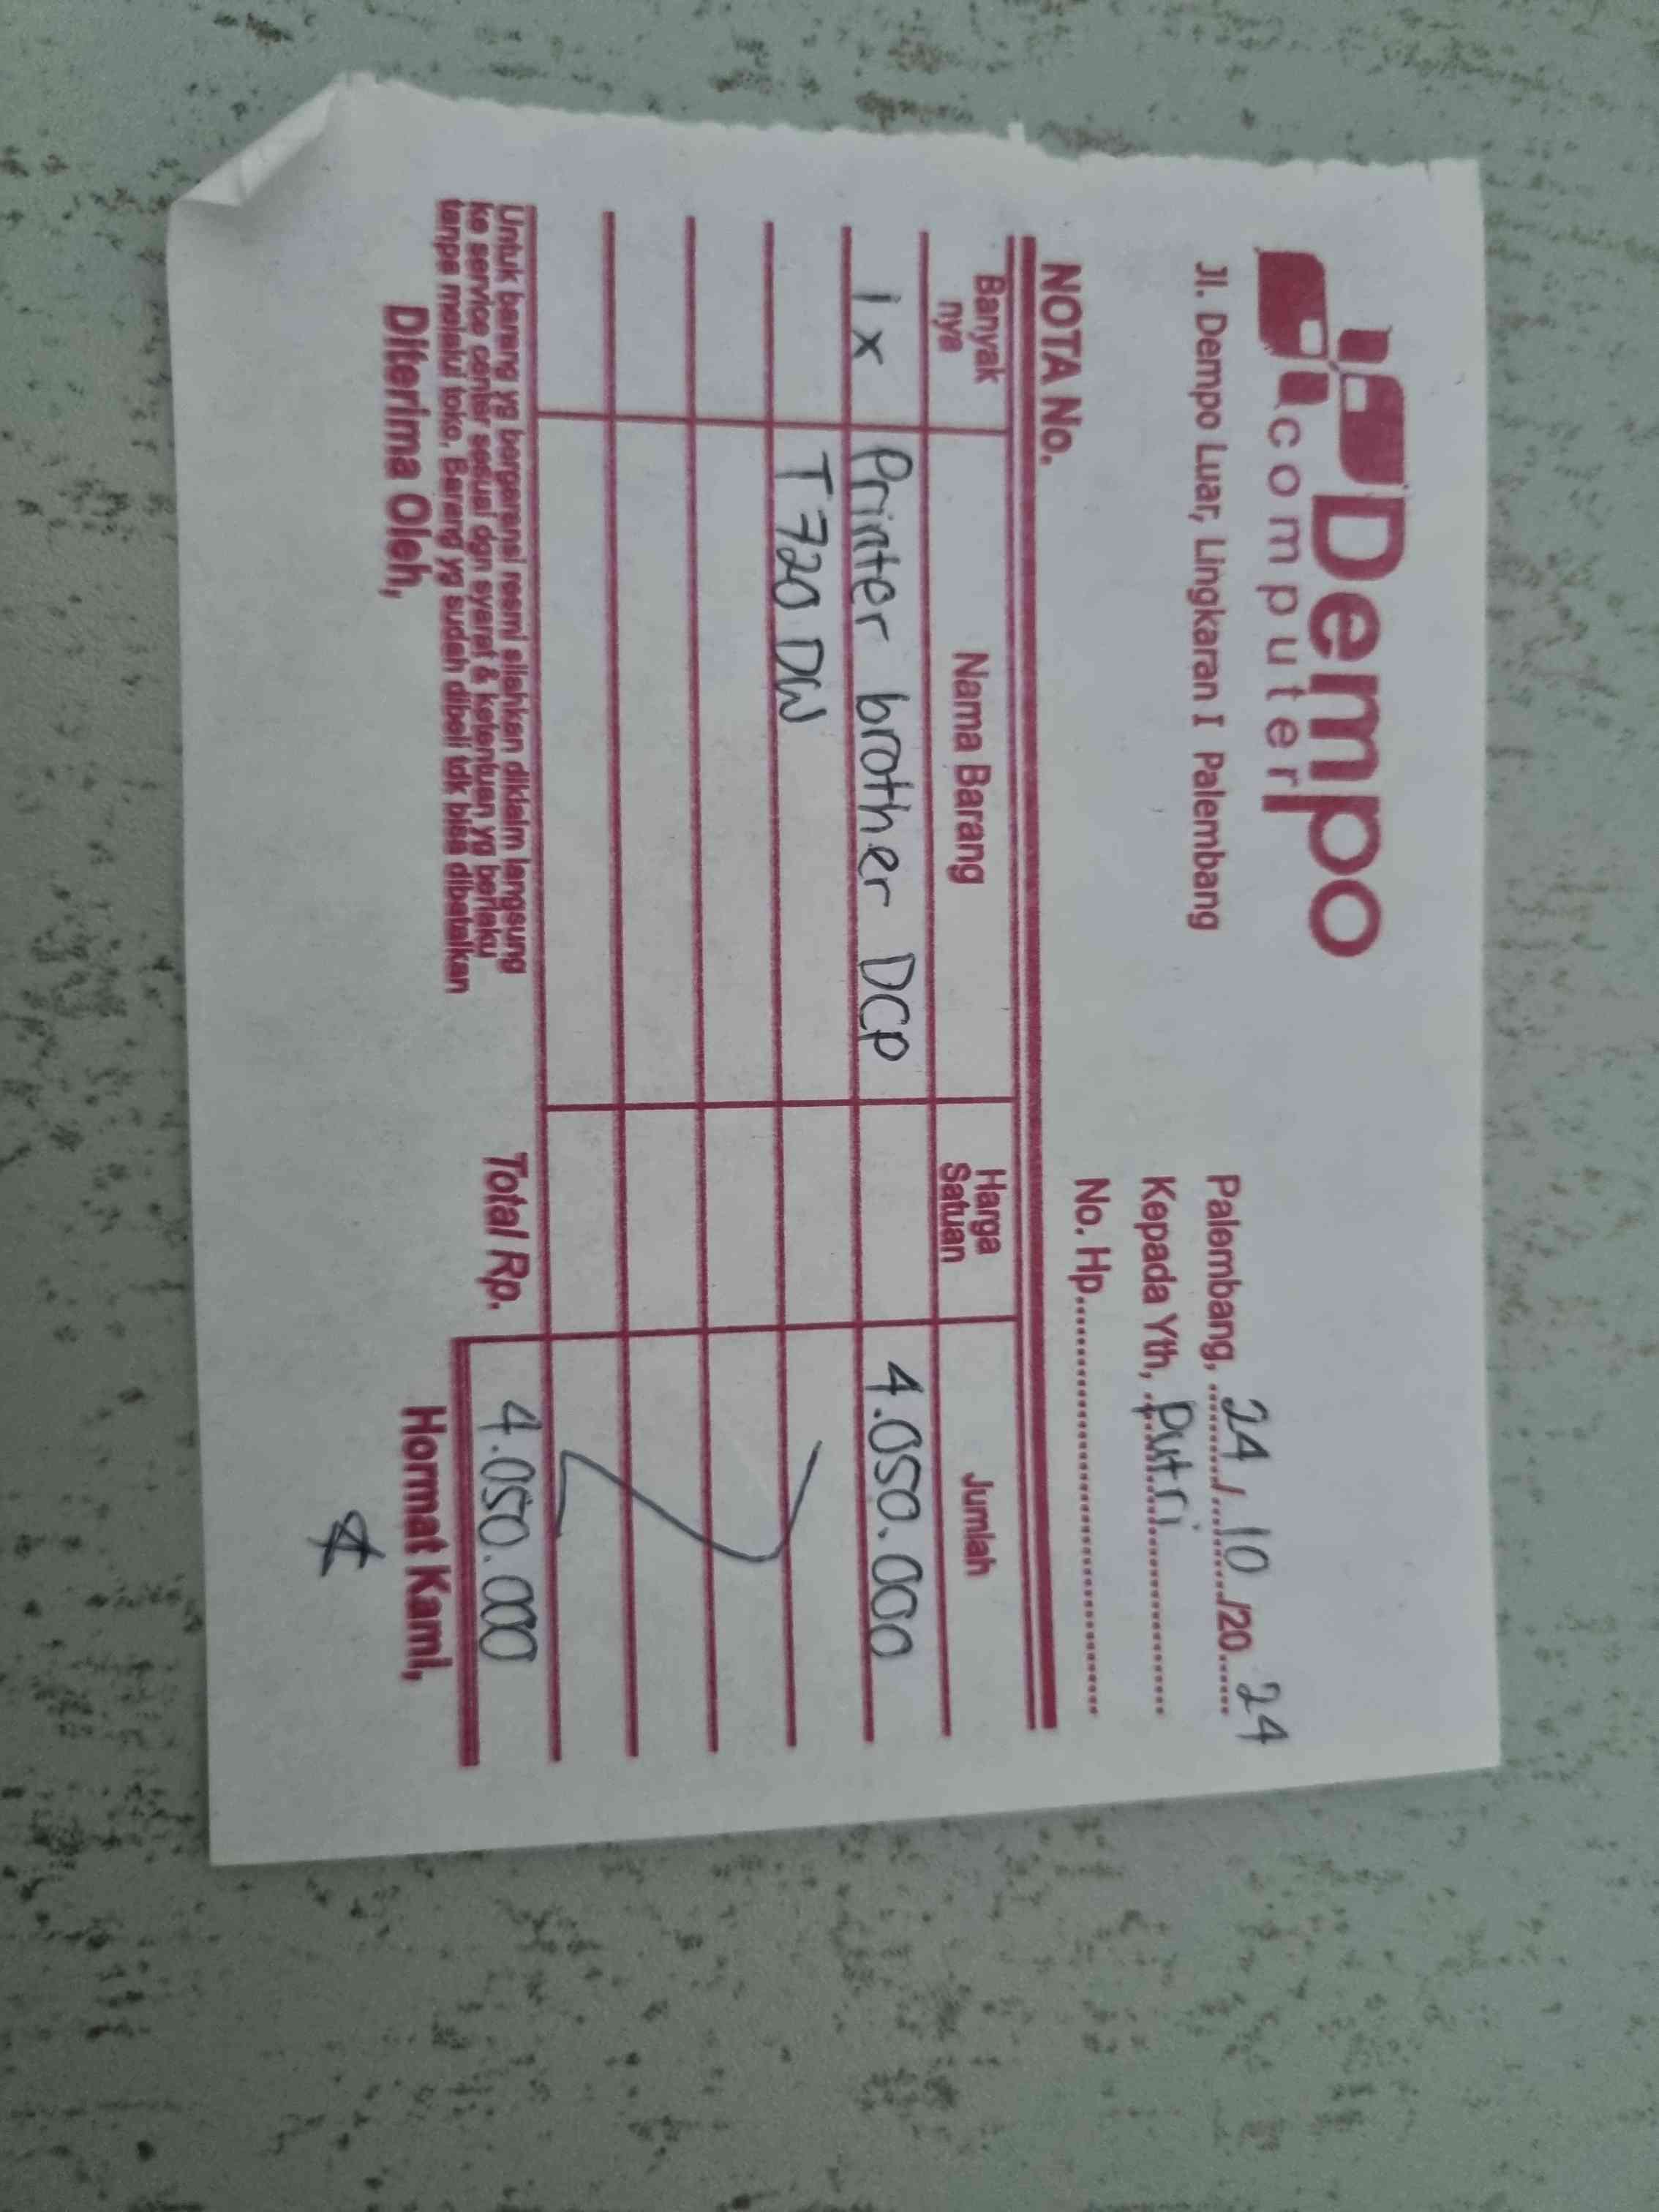 Dempo
computer
Jl. Dempo Luar, Lingkaran I Palembang
Palembang, 24 / 10 /20 24
Kepada Yth, Putri
No. Hp.
NOTA No.
Banyak nya Nama Barang Harga Satuan Jumlah
1 x Printer brother DCP 4.050.000
T720 DW
Total Rp. 4.050.000
Untuk barang yg bergaransi resmi silahkan diklaim langsung
ke service center sesuai dgn syarat & ketentuan yg berlaku
tanpa melalui toko. Barang yg sudah dibeli tdk bisa dibatalkan
Diterima Oleh, Hormat Kami,